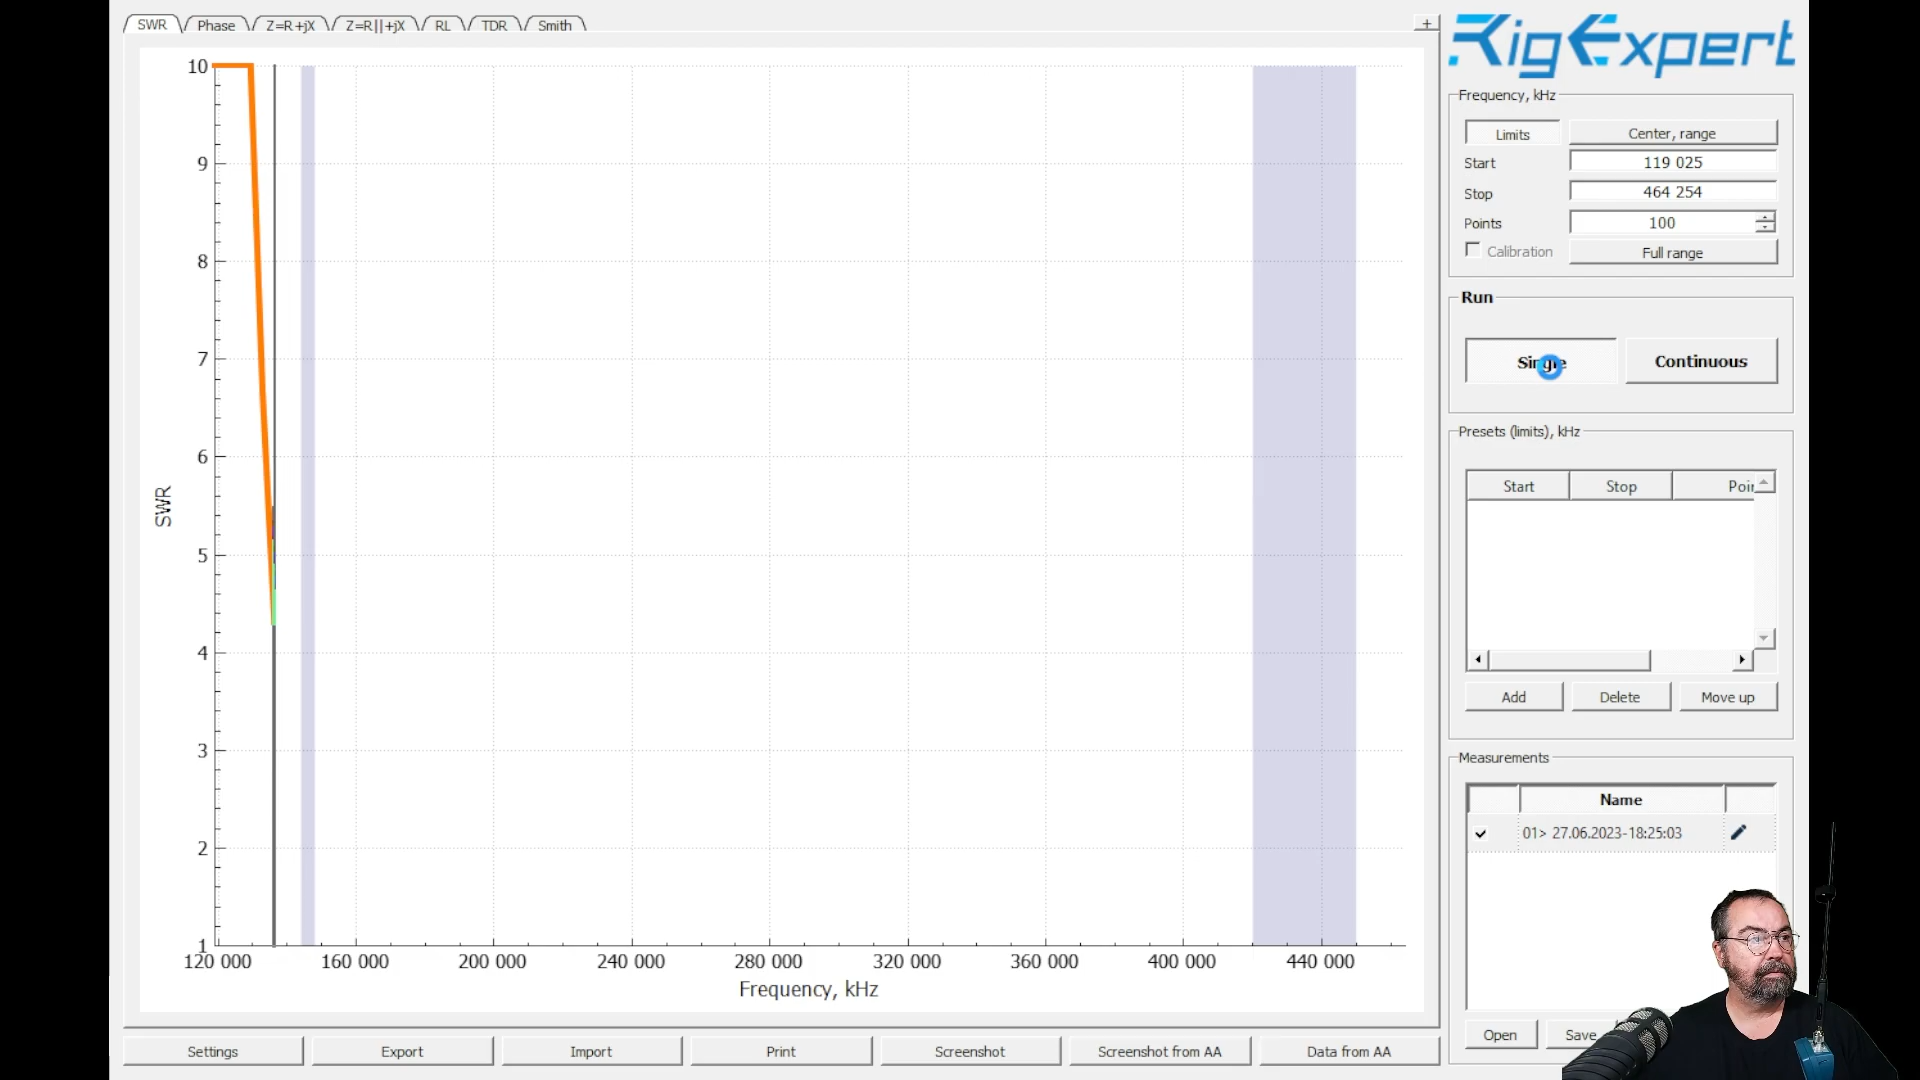 SWR
Phase
Z=R+jX
Z=R||+jX
RL
TDR
Smith
+
RigExpert
10
9
8
7
6
5
4
3
2
1
SWR
120 000
160 000
200 000
240 000
280 000
320 000
360 000
400 000
440 000
Frequency, kHz
Frequency, kHz
Limits
Center, range
Start
119 025
Stop
464 254
Points
100
Calibration
Full range
Run
Single
Continuous
Presets (limits), kHz
Start
Stop
Poin
Add
Delete
Move up
Measurements
Name
01> 27.06.2023-18:25:03
Open
Save
Settings
Export
Import
Print
Screenshot
Screenshot from AA
Data from AA